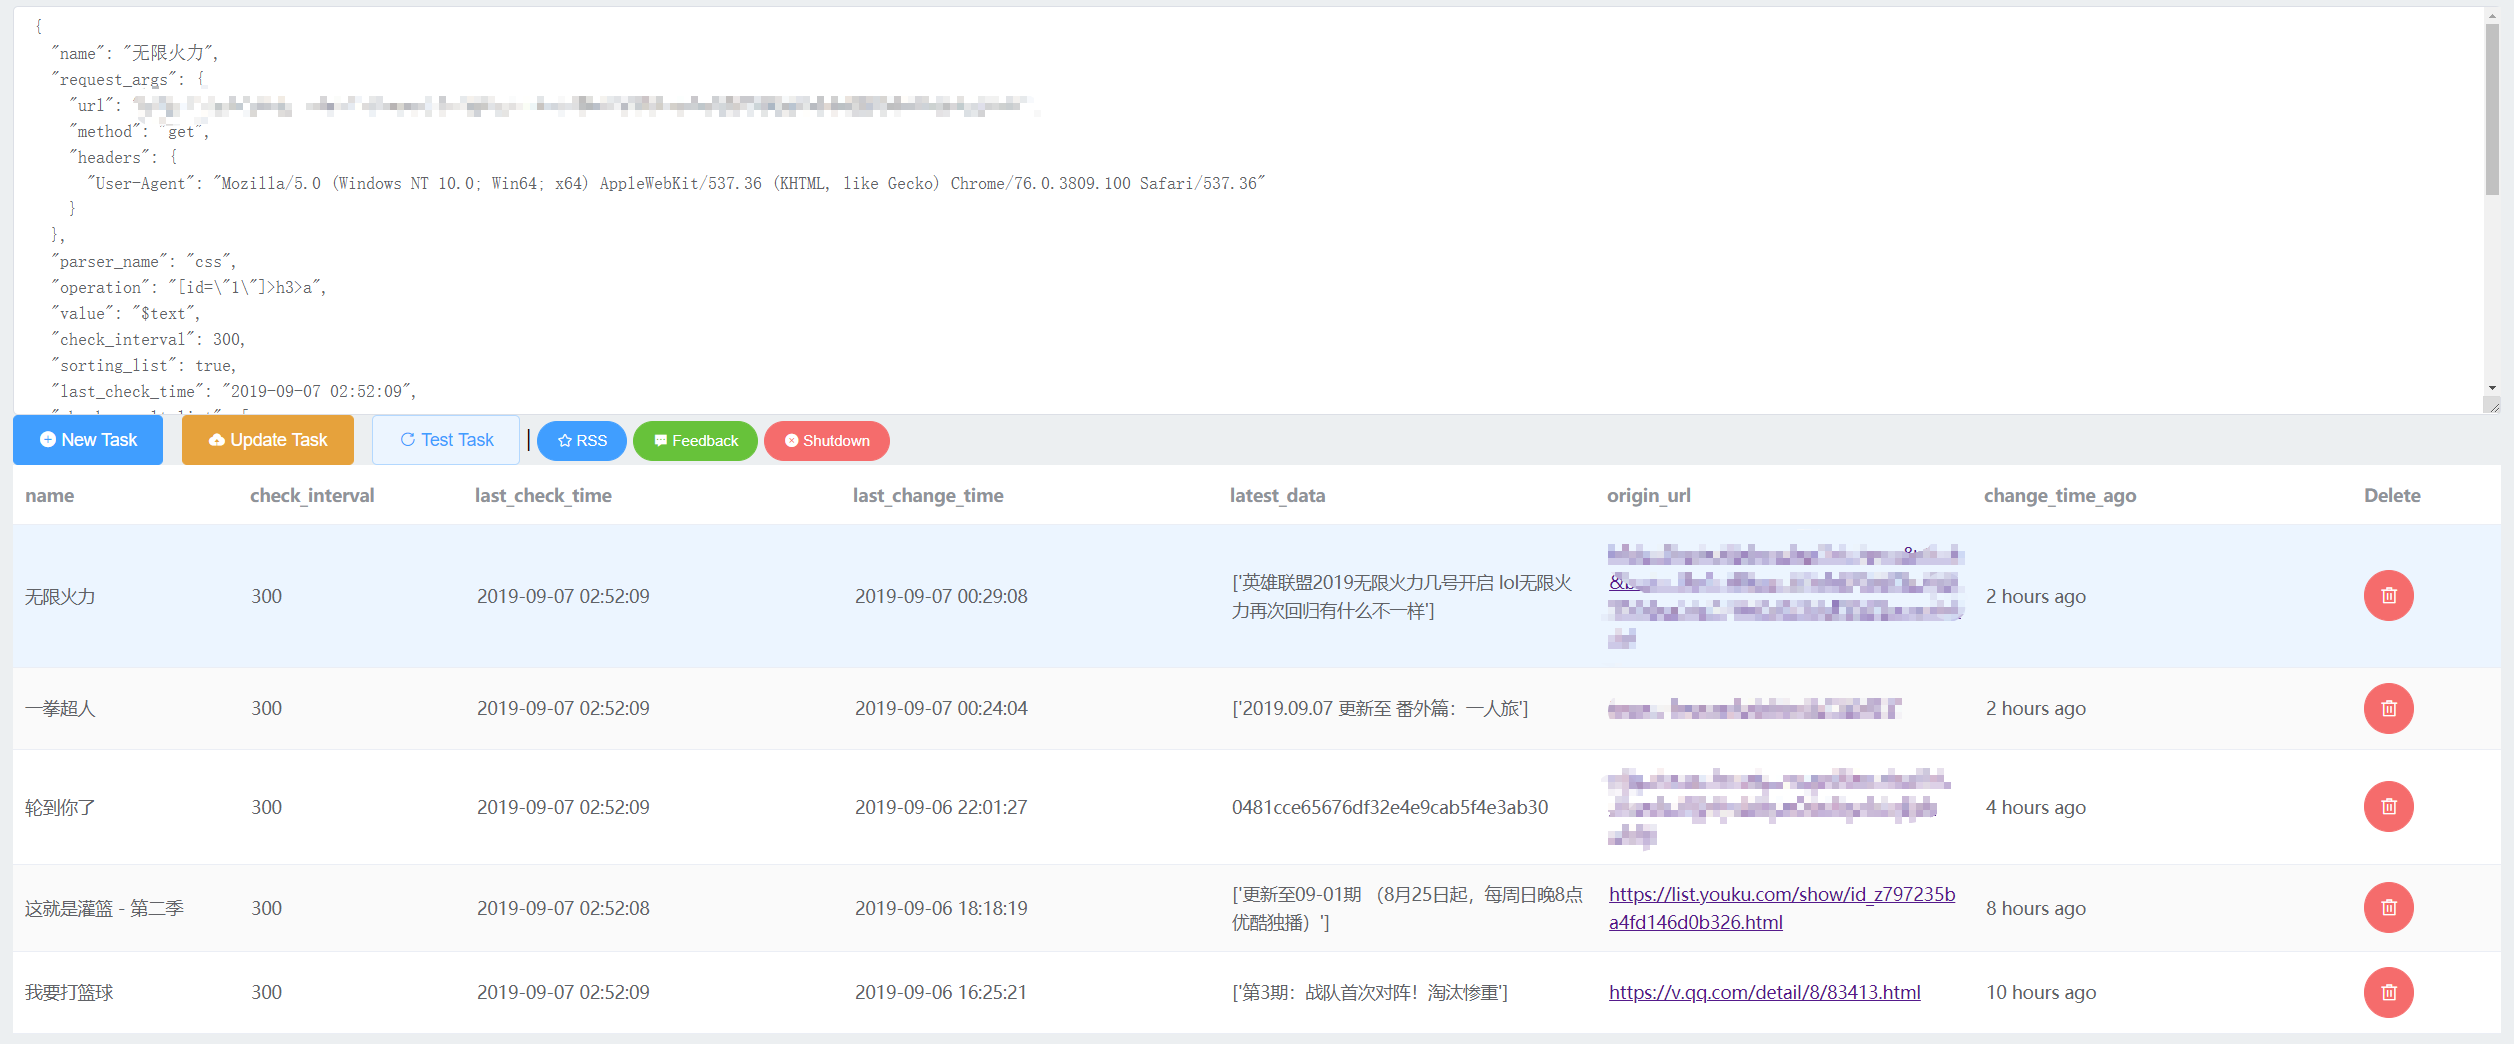 {
"name": "无限火力",
"request_args": {
"url":
"method": "get",
"headers": {
"User-Agent": "Mozilla/5.0 (Windows NT 10.0; Win64; x64) AppleWebKit/537.36 (KHTML, like Gecko) Chrome/76.0.3809.100 Safari/537.36"
}
},
"parser_name": "css",
"operation": "[id=\"1\"]>h3>a",
"value": "$text",
"check_interval": 300,
"sorting_list": true,
"last_check_time": "2019-09-07 02:52:09",
New Task Update Task Test Task | RSS Feedback Shutdown
name check_interval last_check_time last_change_time latest_data origin_url change_time_ago Delete
无限火力 300 2019-09-07 02:52:09 2019-09-07 00:29:08 ['英雄联盟2019无限火力几号开启 lol无限火
力再次回归有什么不一样'] 2 hours ago
一拳超人 300 2019-09-07 02:52:09 2019-09-07 00:24:04 ['2019.09.07 更新至 番外篇：一人旅'] 2 hours ago
轮到你了 300 2019-09-07 02:52:09 2019-09-06 22:01:27 0481cce65676df32e4e9cab5f4e3ab30 4 hours ago
这就是灌篮 - 第二季 300 2019-09-07 02:52:08 2019-09-06 18:18:19 ['更新至09-01期 （8月25日起，每周日晚8点 https://list.youku.com/show/id_z797235b 8 hours ago
优酷独播）'] a4fd146d0b326.html
我要打篮球 300 2019-09-07 02:52:09 2019-09-06 16:25:21 ['第3期：战队首次对阵！淘汰惨重'] https://v.qq.com/detail/8/83413.html 10 hours ago